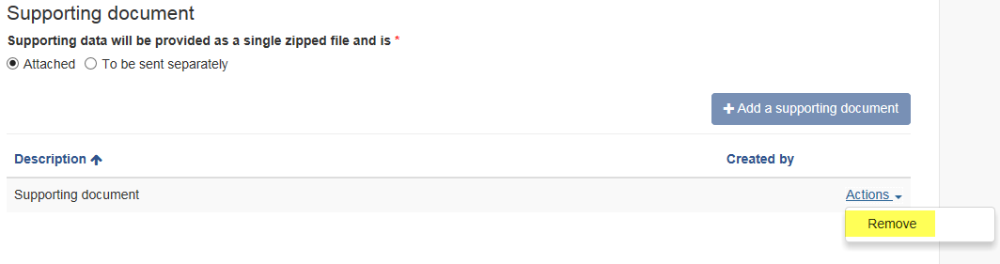 Supporting document
Supporting data will be provided as a single zipped file and is *
Attached To be sent separately
Add a supporting document
Description Created by
Supporting document Actions
Remove